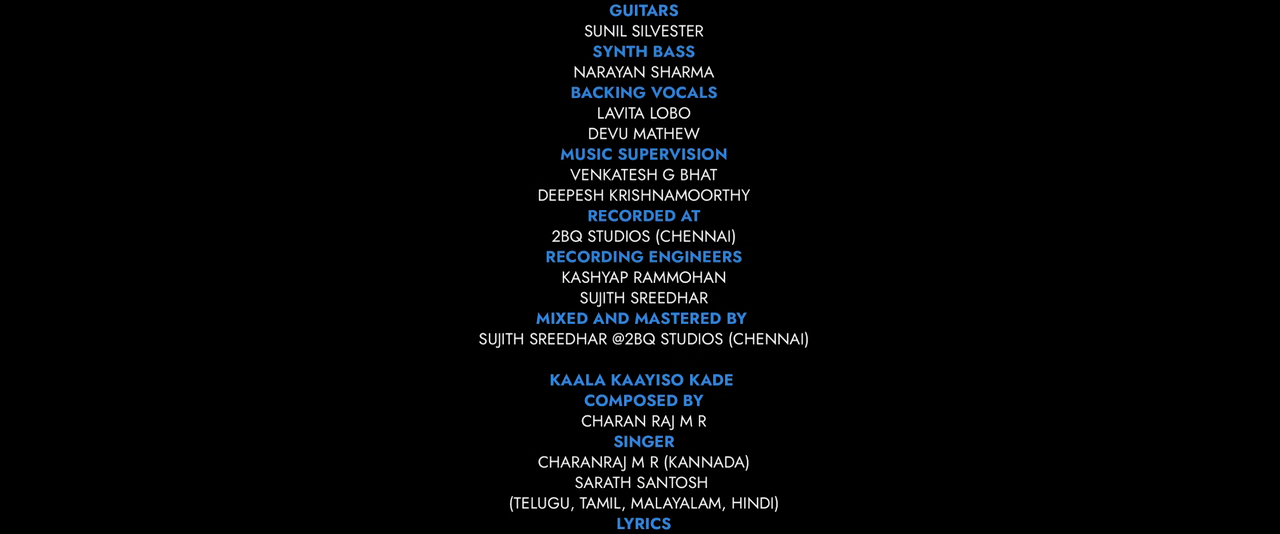 GUITARS
SUNIL SILVESTER
SYNTH BASS
NARAYAN SHARMA
BACKING VOCALS
LAVITA LOBO
DEVU MATHEW
MUSIC SUPERVISION
VENKATESH G BHAT
DEEPESH KRISHNAMOORTHY
RECORDED AT
2BQ STUDIOS (CHENNAI)
RECORDING ENGINEERS
KASHYAP RAMMOHAN
SUJITH SREEDHAR
MIXED AND MASTERED BY
SUJITH SREEDHAR @2BQ STUDIOS (CHENNAI)
KAALA KAAYISO KADE
COMPOSED BY
CHARAN RAJ M R
SINGER
CHARANRAJ M R (KANNADA)
SARATH SANTOSH
(TELUGU, TAMIL, MALAYALAM, HINDI)
LYRICS